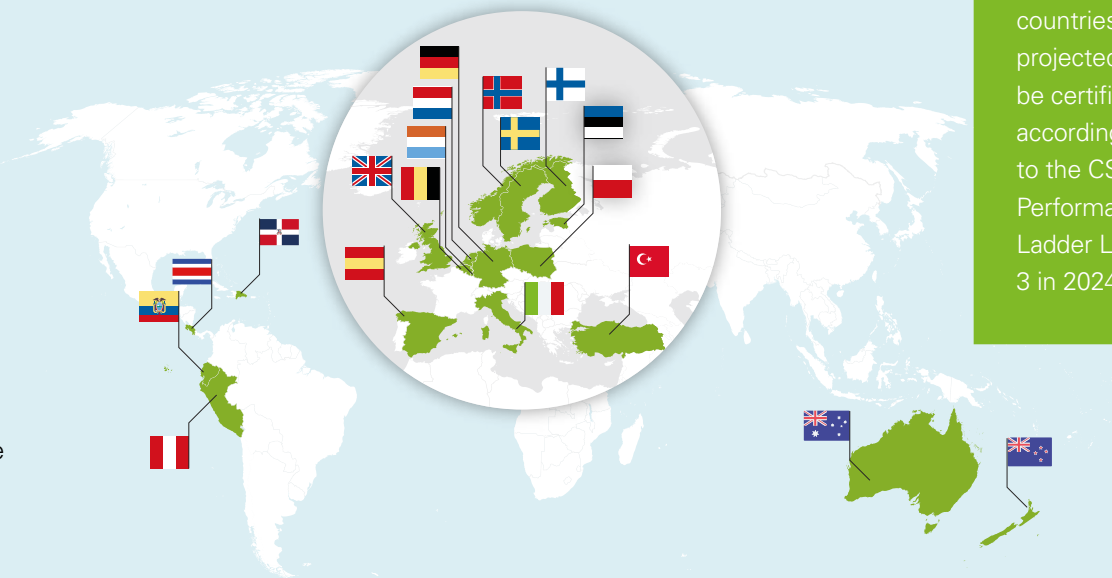 countries
projected
be certifi
according
to the CS
Performa
Ladder L
3 in 2024
e